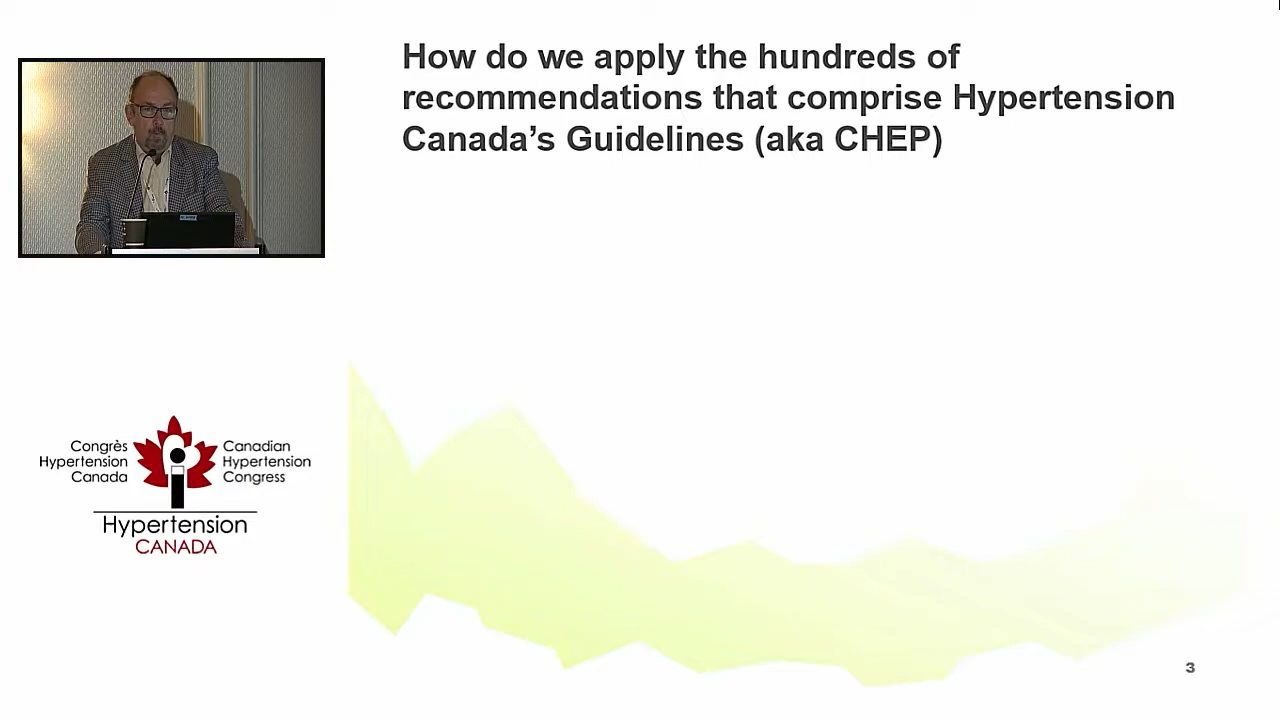 How do we apply the hundreds of
recommendations that comprise Hypertension
Canada’s Guidelines (aka CHEP)
Congrès
Hypertension
Canada
Canadian
Hypertension
Congress
Hypertension
CANADA
3